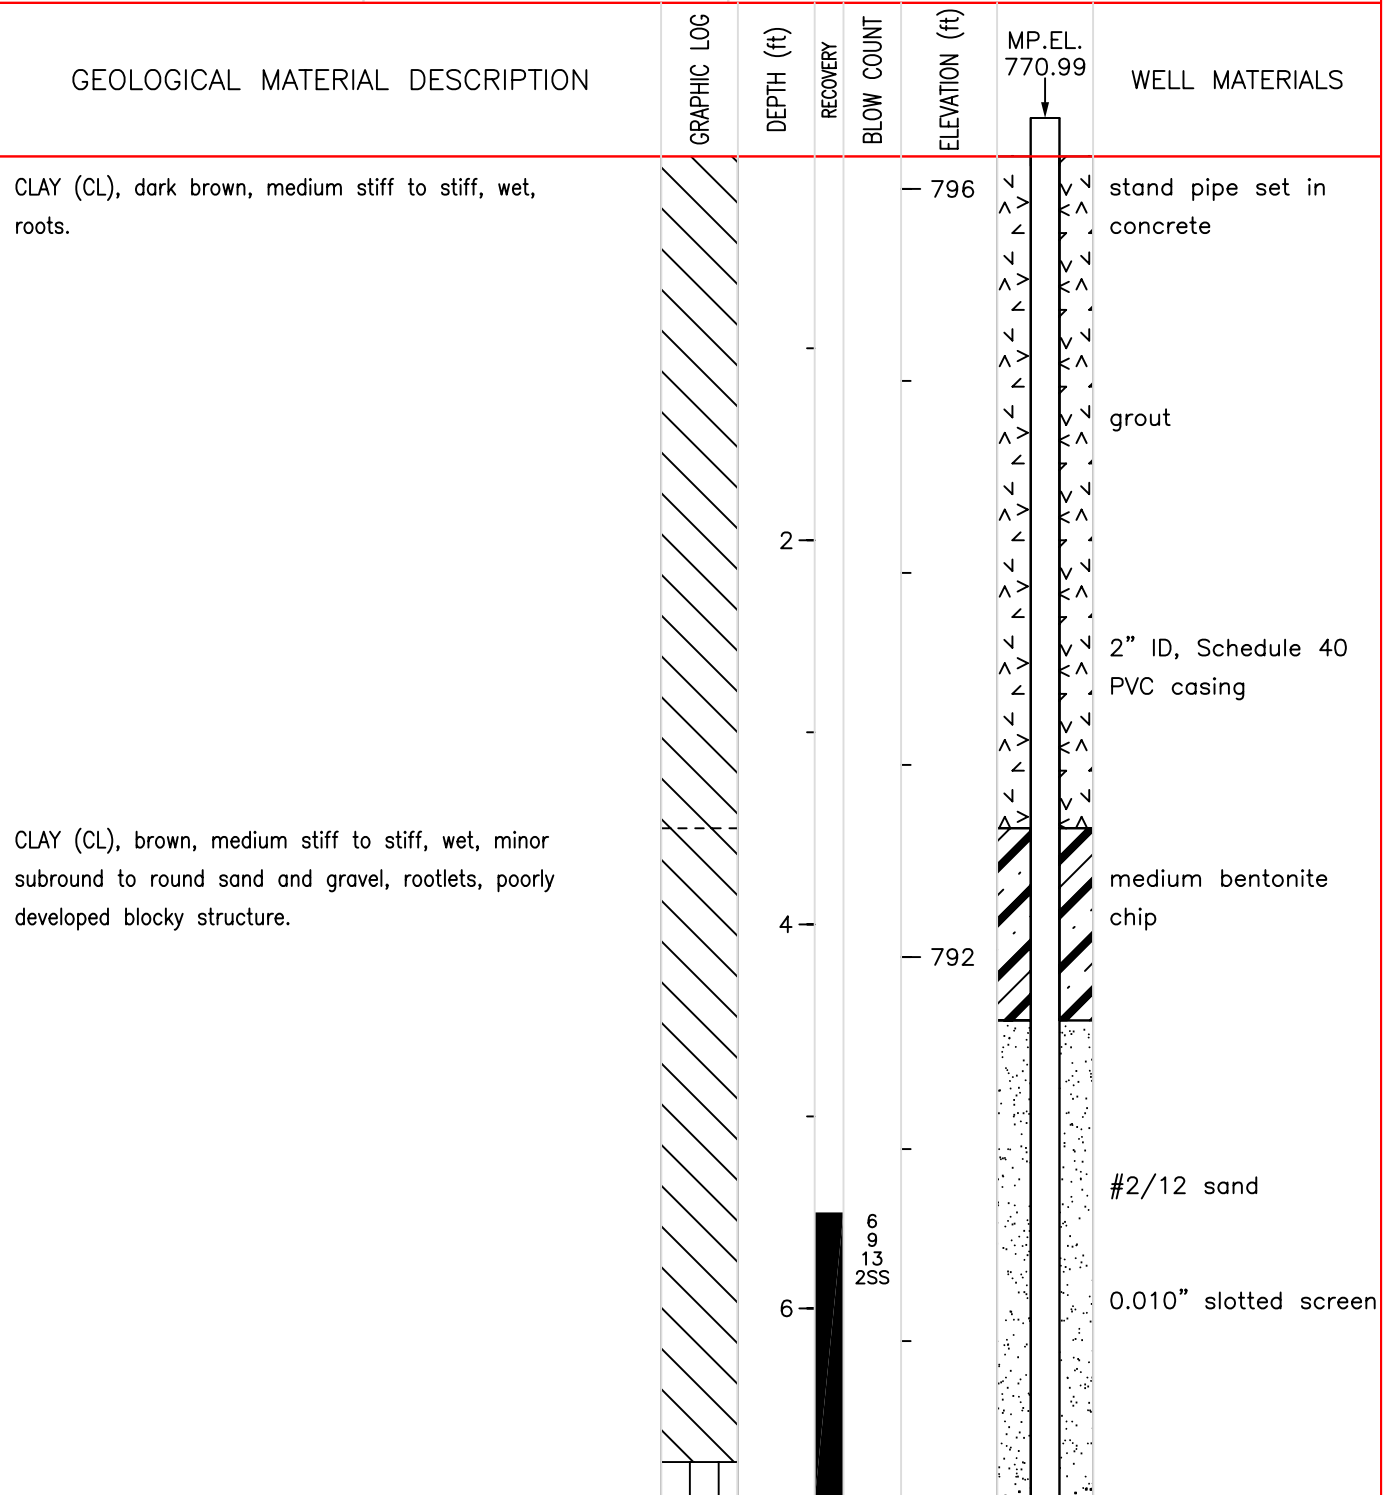 GEOLOGICAL MATERIAL DESCRIPTION
GRAPHIC LOG
DEPTH (ft)
RECOVERY
BLOW COUNT
ELEVATION (ft)
MP.EL.
770.99
WELL MATERIALS
CLAY (CL), dark brown, medium stiff to stiff, wet,
roots.
796
stand pipe set in
concrete
grout
2
2" ID, Schedule 40
PVC casing
CLAY (CL), brown, medium stiff to stiff, wet, minor
subround to round sand and gravel, rootlets, poorly
developed blocky structure.
4
792
medium bentonite
chip
#2/12 sand
6
9
13
2SS
6
0.010" slotted screen